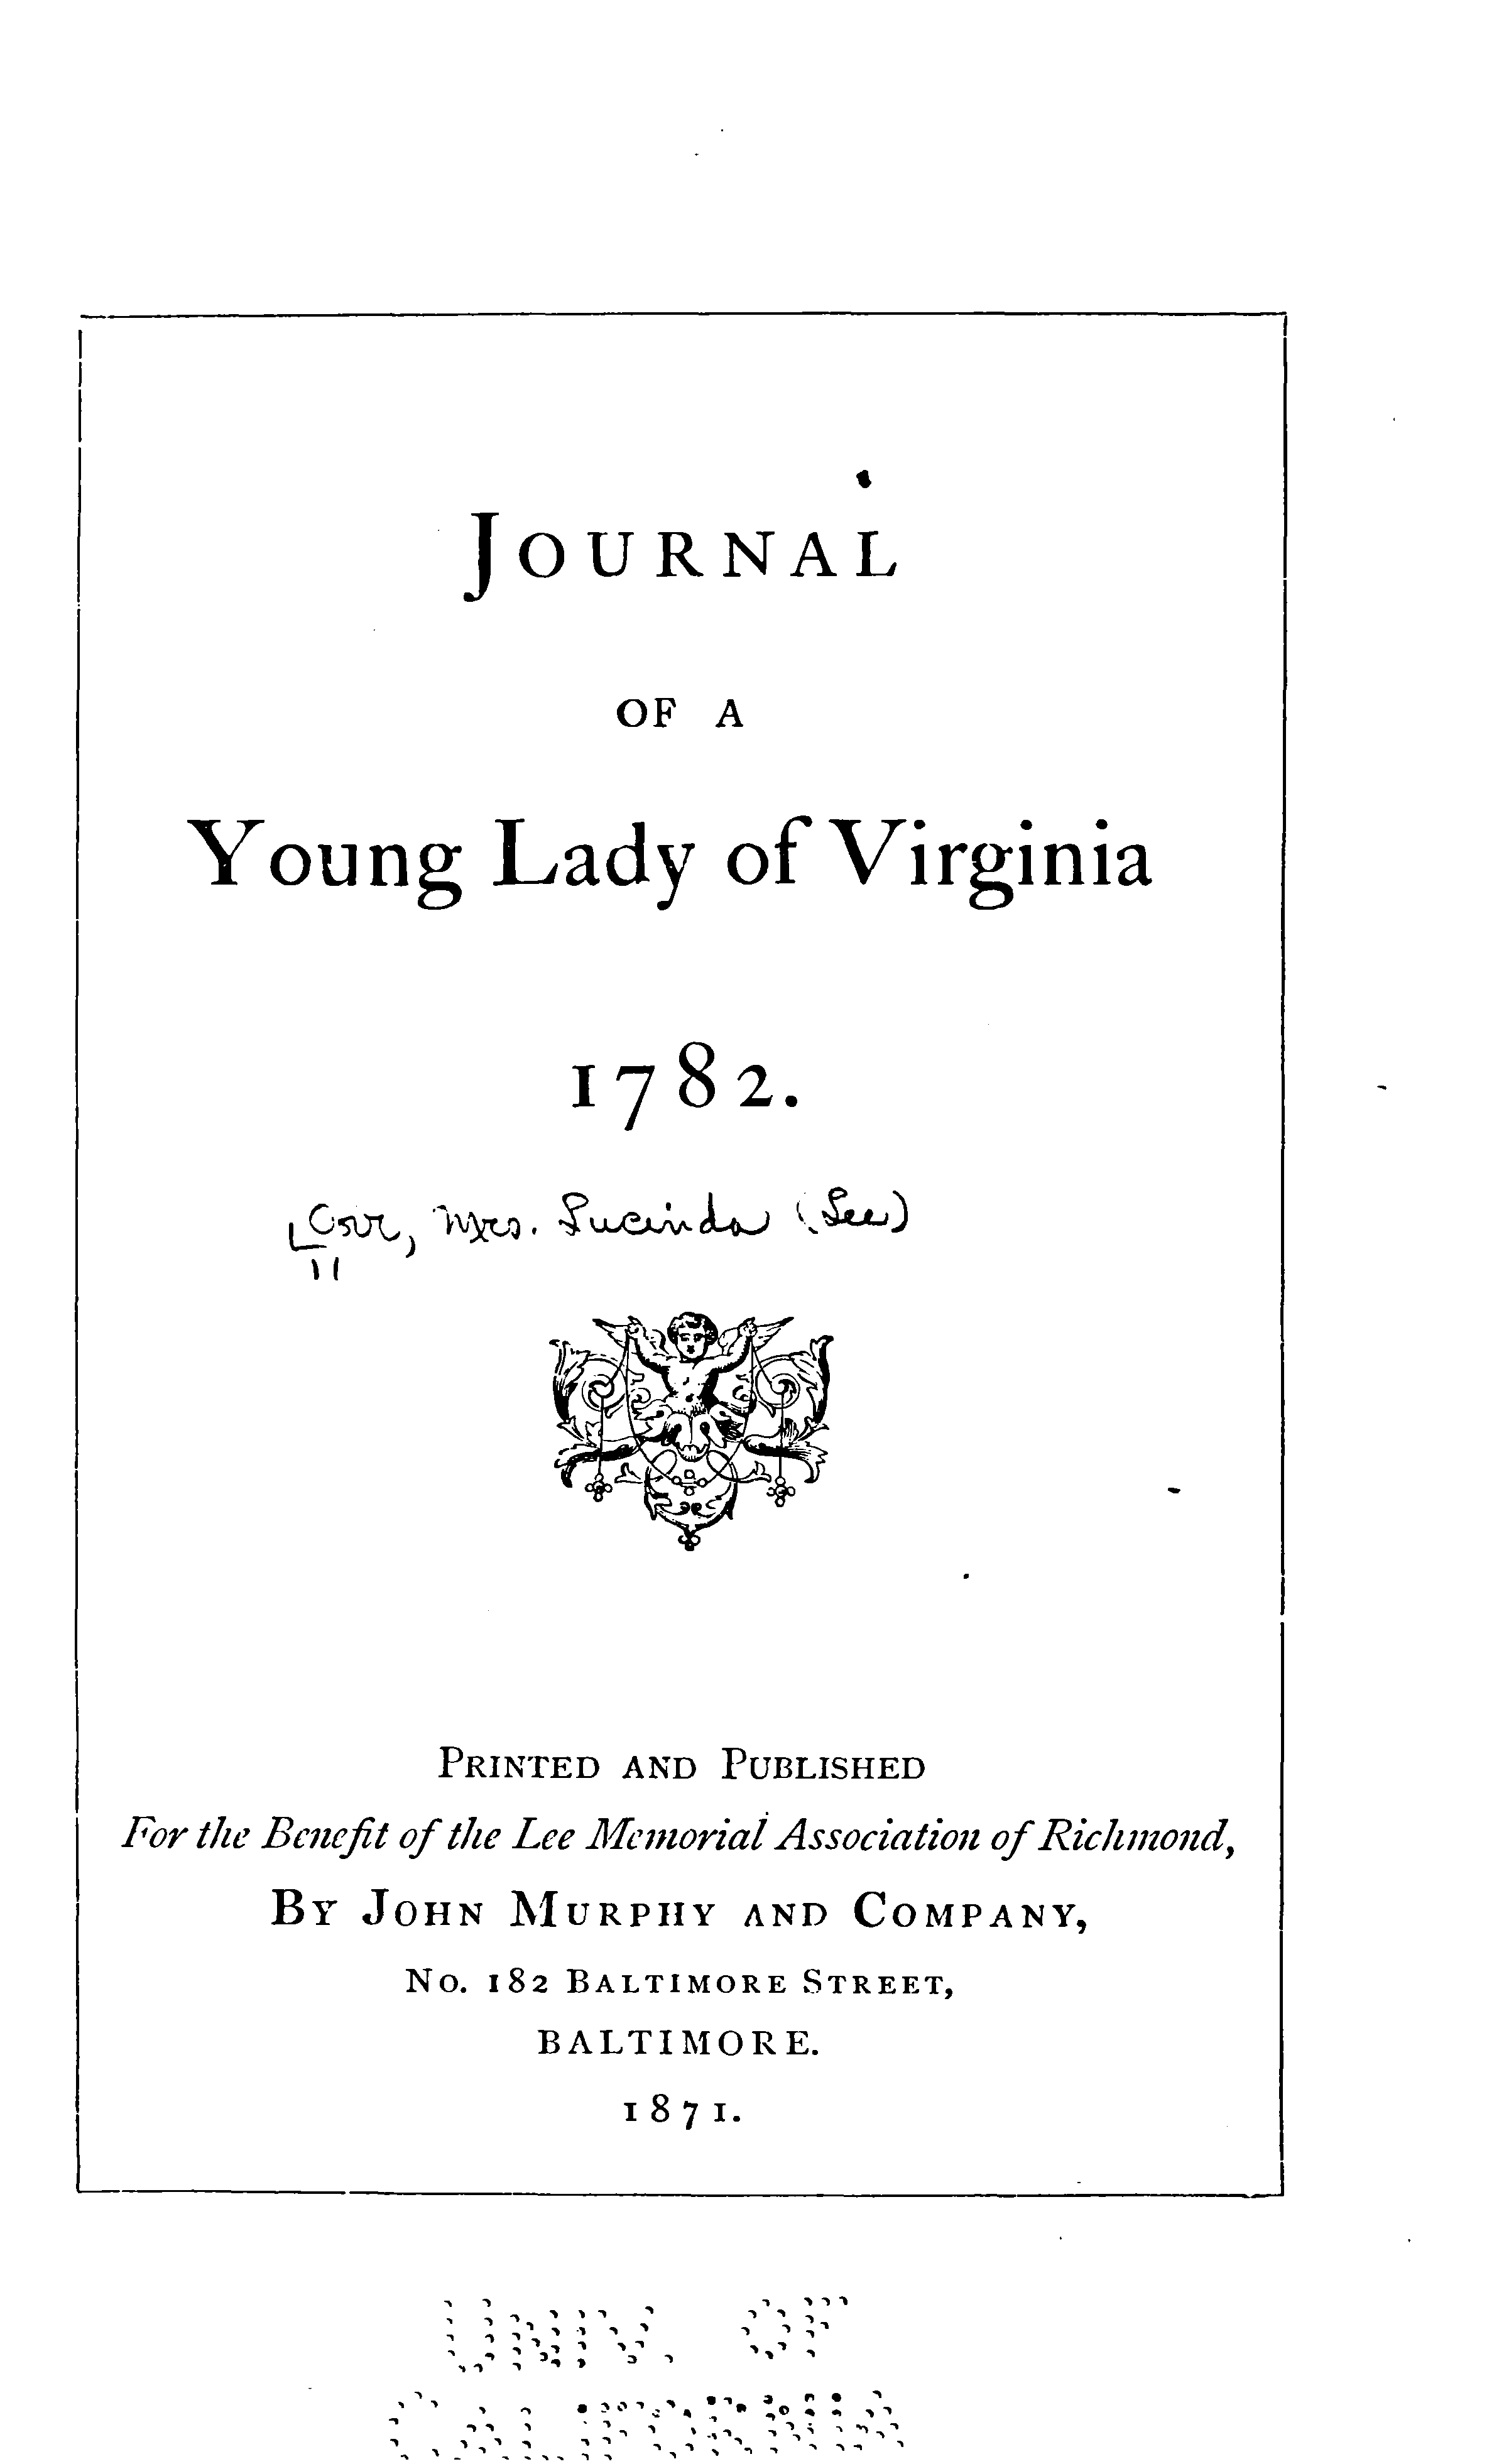 JOURNAL
OF A
Young Lady of Virginia
1782.
[Orr, Mrs. Lucinda (Lee)
PRINTED AND PUBLISHED
For the Benefit of the Lee Memorial Association of Richmond,
BY JOHN MURPHY AND COMPANY,
No. 182 BALTIMORE STREET,
BALTIMORE.
1871.
UNIV. OF
CALIFORNIA